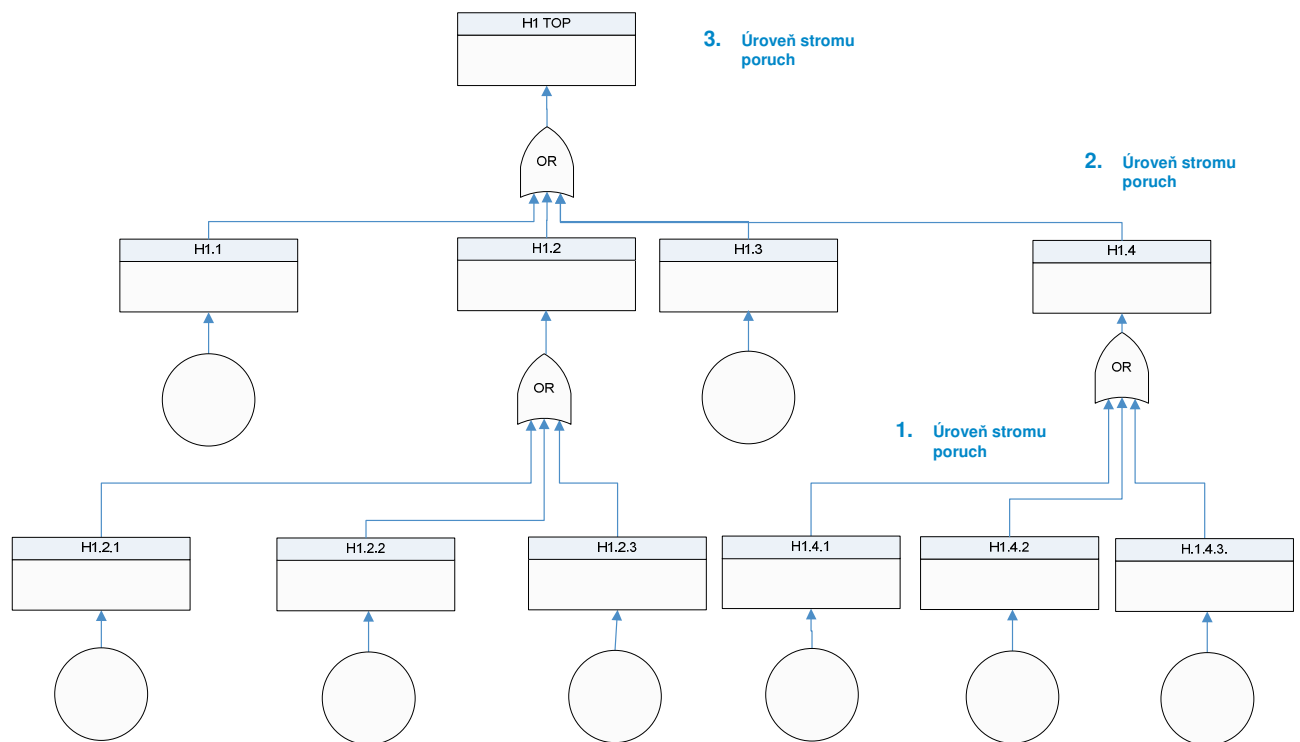 H1 TOP
3. Úroveň stromu
poruch
OR
2. Úroveň stromu
poruch
H1.1
H1.2
H1.3
H1.4
OR
OR
1. Úroveň stromu
poruch
H1.2.1
H1.2.2
H1.2.3
H1.4.1
H1.4.2
H.1.4.3.